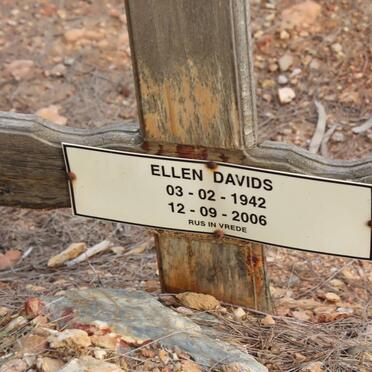 ELLEN DAVIDS
03 - 02 - 1942
12 - 09 - 2006
RUS IN VREDE